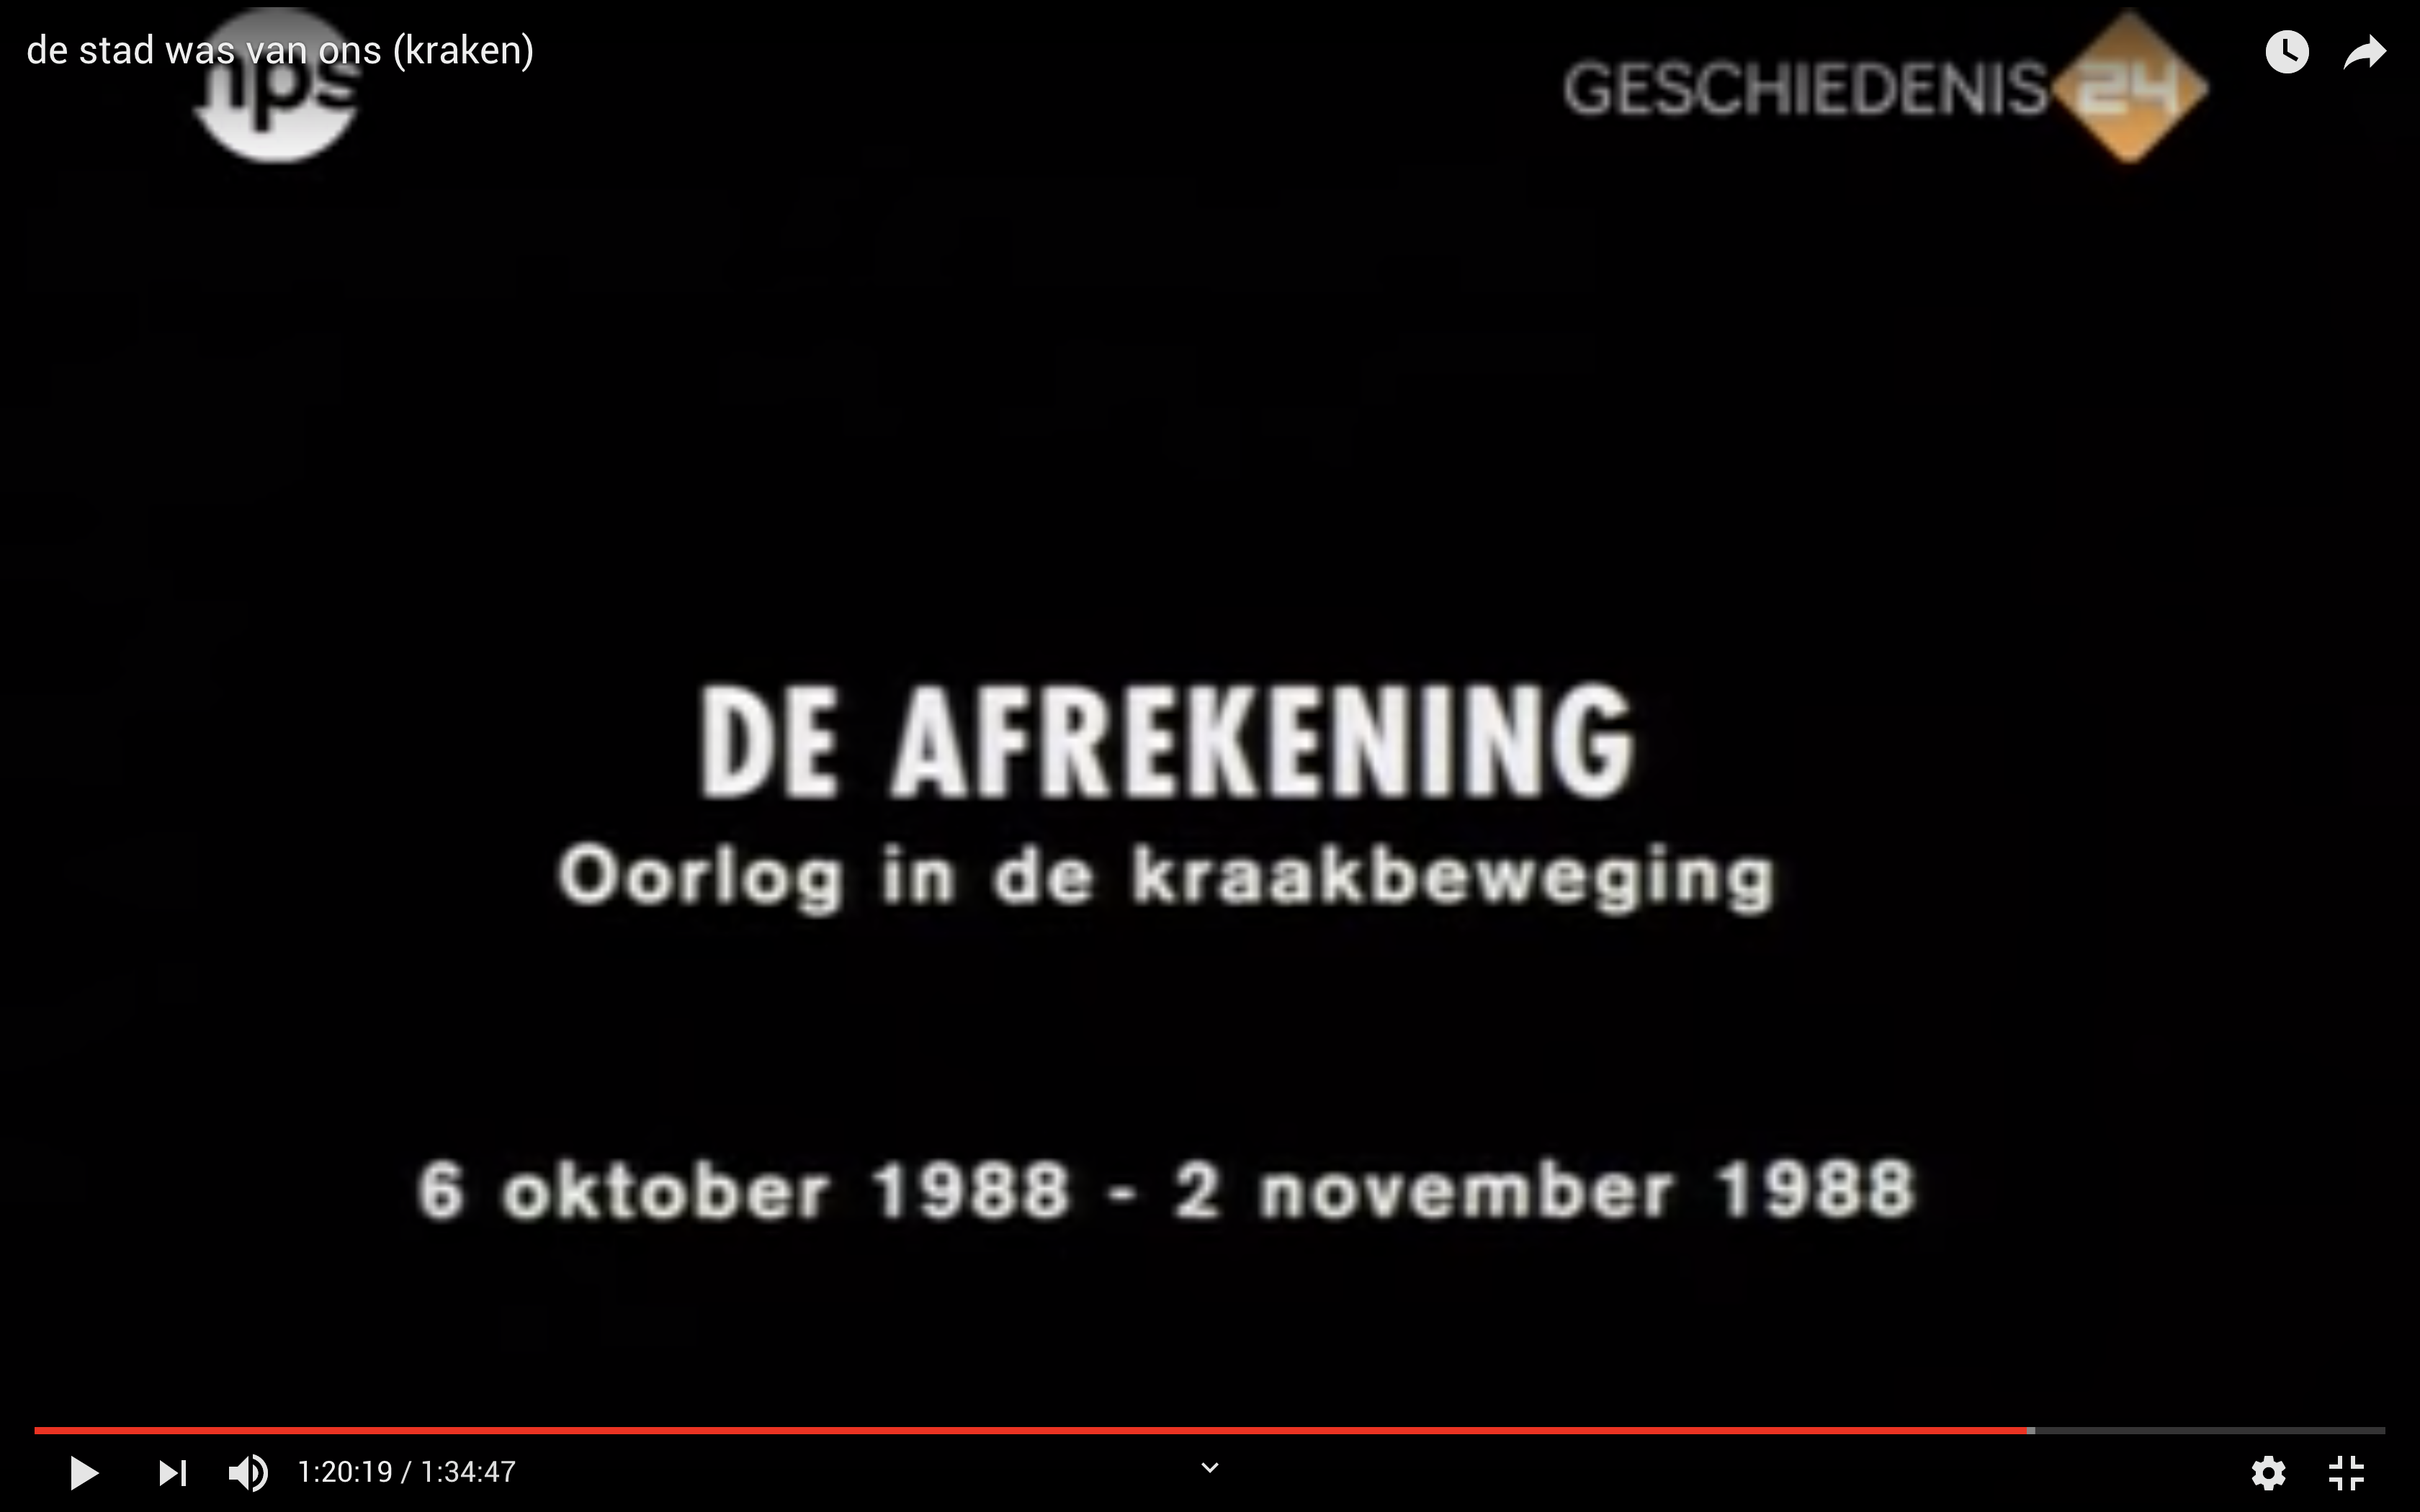 de stad was van ons (kraken)
nps
GESCHIEDENIS 24
DE AFREKENING
Oorlog in de kraakbeweging
6 oktober 1988 - 2 november 1988
1:20:19 / 1:34:47